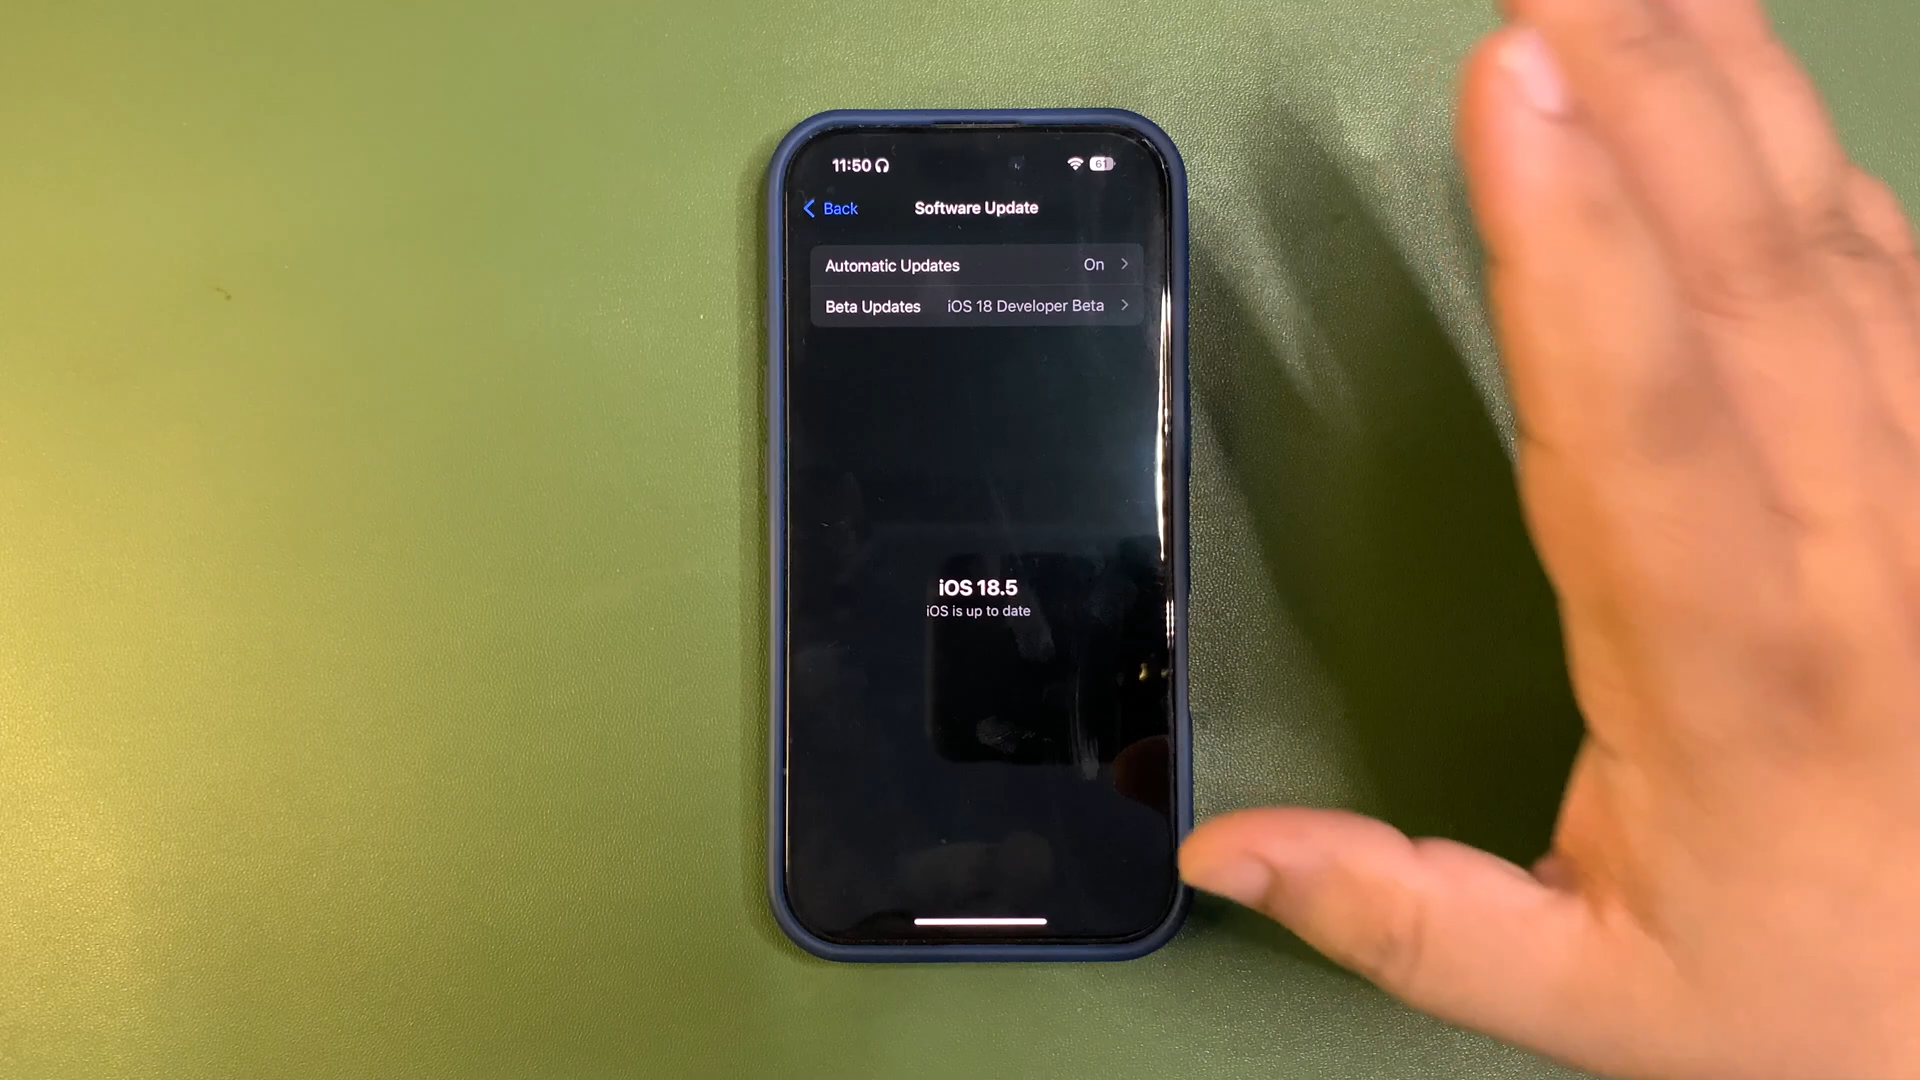 11:50
61
Back
Software Update
Automatic Updates On
Beta Updates iOS 18 Developer Beta
iOS 18.5
iOS is up to date